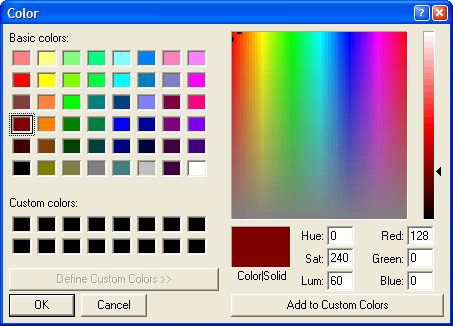 Color
Basic colors:
Custom colors:
Define Custom Colors >>
OK
Cancel
Color|Solid
Hue: 0
Sat: 240
Lum: 60
Red: 128
Green: 0
Blue: 0
Add to Custom Colors